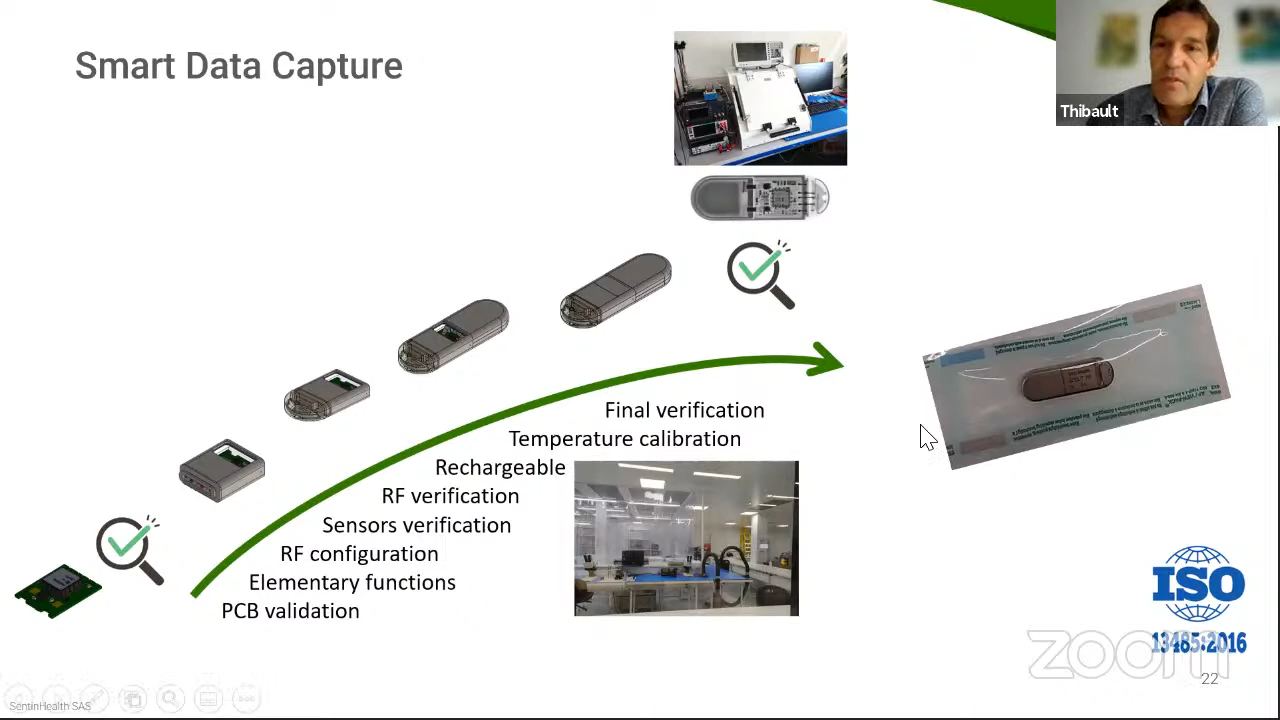 Smart Data Capture
Thibault
Final verification
Temperature calibration
Rechargeable
RF verification
Sensors verification
RF configuration
Elementary functions
PCB validation
ISO
13485:2016
zoom
22
SentinHealth SAS